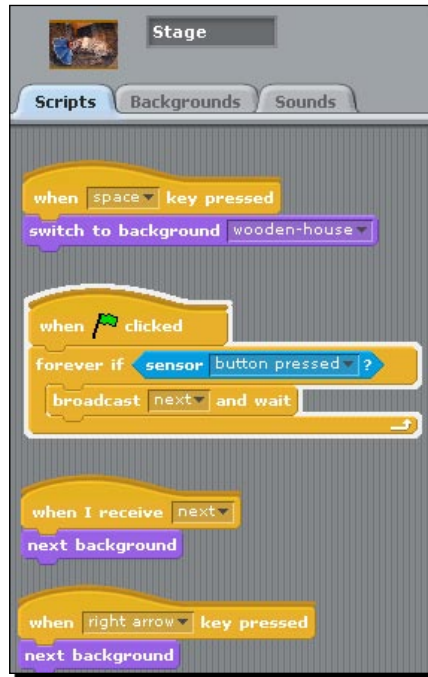 Stage
Scripts Backgrounds Sounds
when space key pressed
switch to background wooden-house
when clicked
forever if sensor button pressed ?
broadcast next and wait
when I receive next
next background
when right arrow key pressed
next background